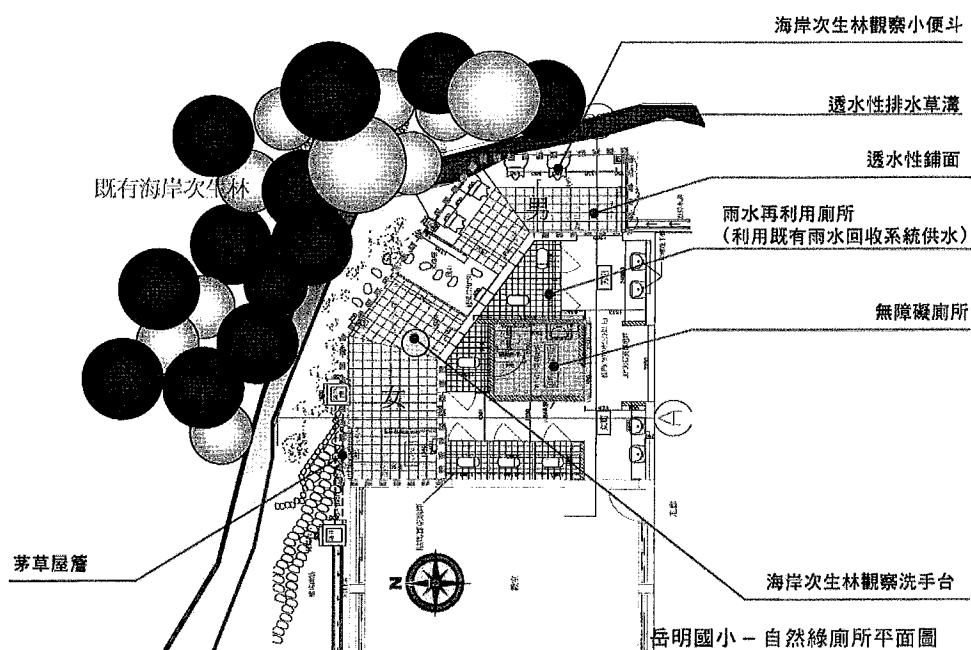 海岸次生林觀察小便斗
透水性排水草溝
透水性鋪面
既有海岸次生林
男
雨水再利用廁所
(利用既有雨水回收系統供水)
無障礙廁所
女
A
茅草屋簷
N
海岸次生林觀察洗手台
岳明國小－自然綠廁所平面圖